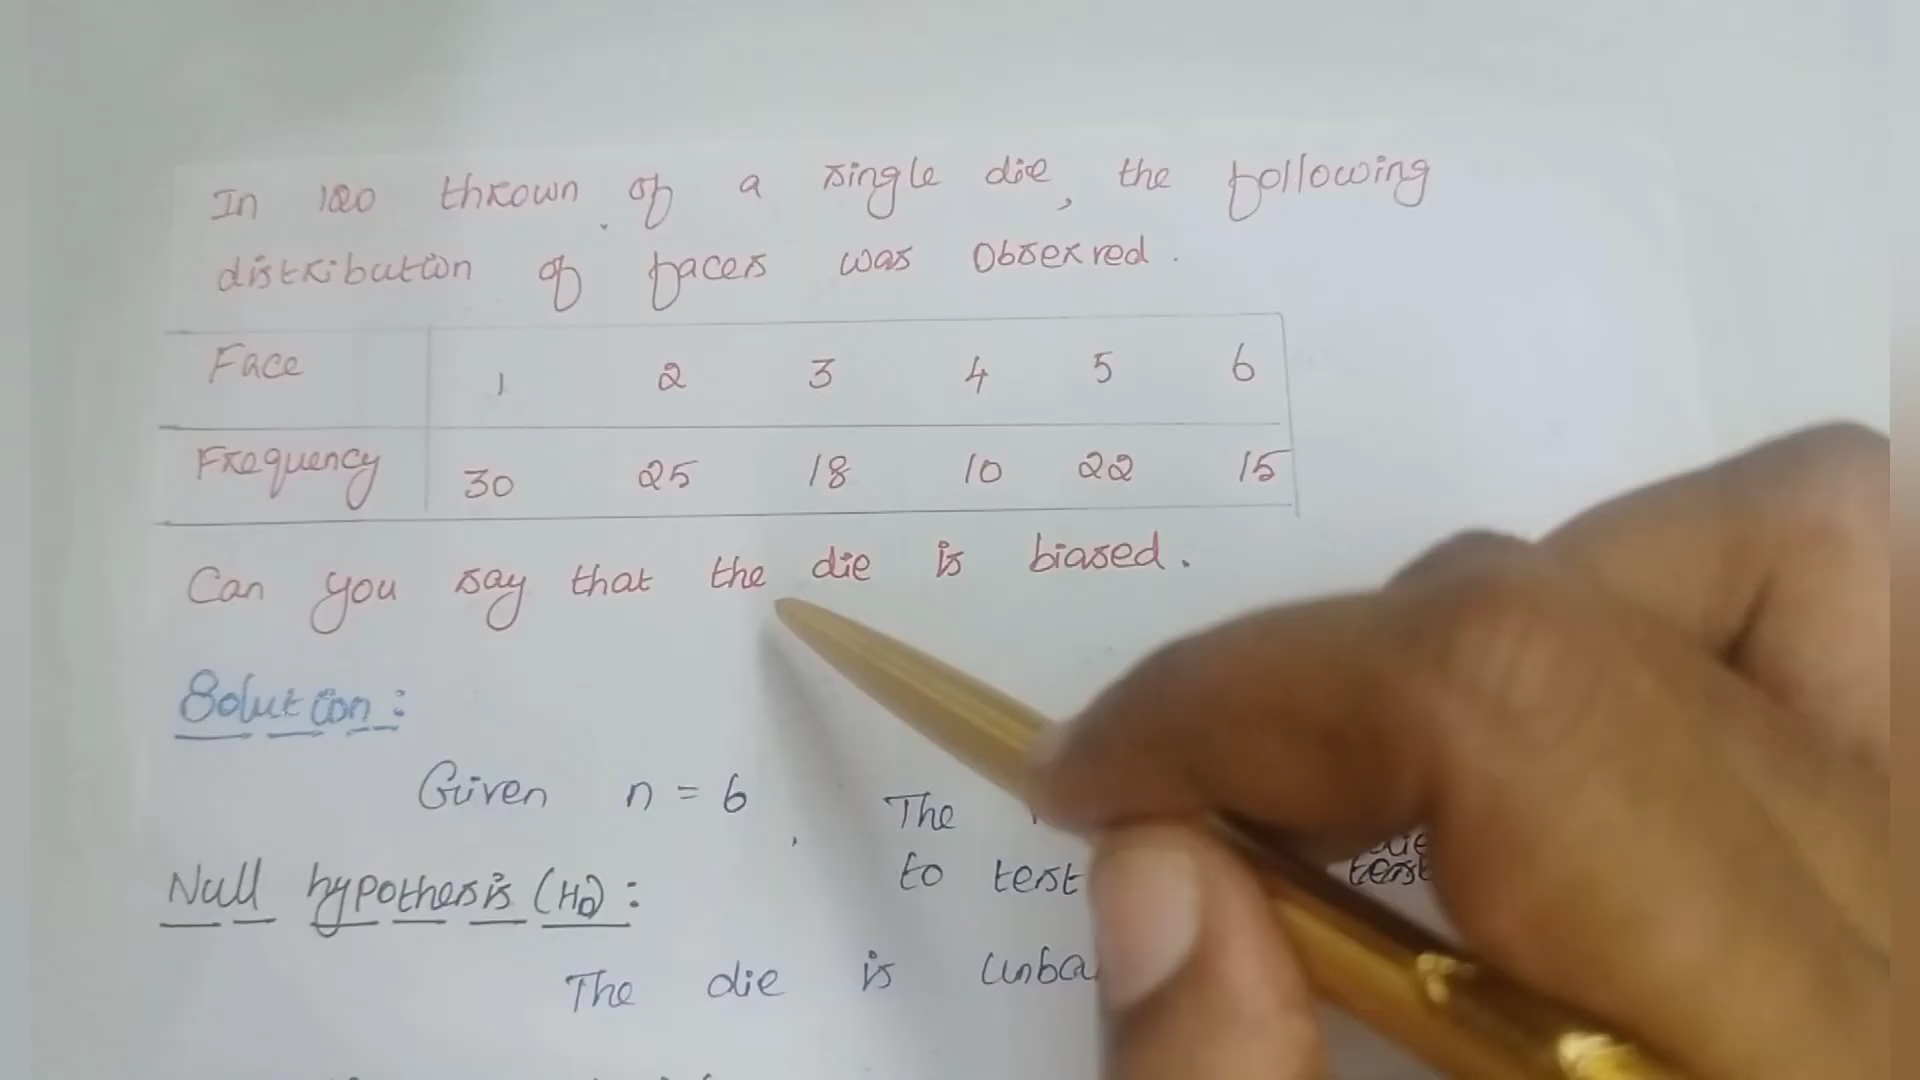 In 120 thrown of a single die, the following
distribution of faces was Observed.
Face 1 2 3 4 5 6
Frequency 30 25 18 10 22 15
Can you say that the die is biased.
Solution:
Given n = 6, The
to test test
Null hypothesis (H0):
The die is